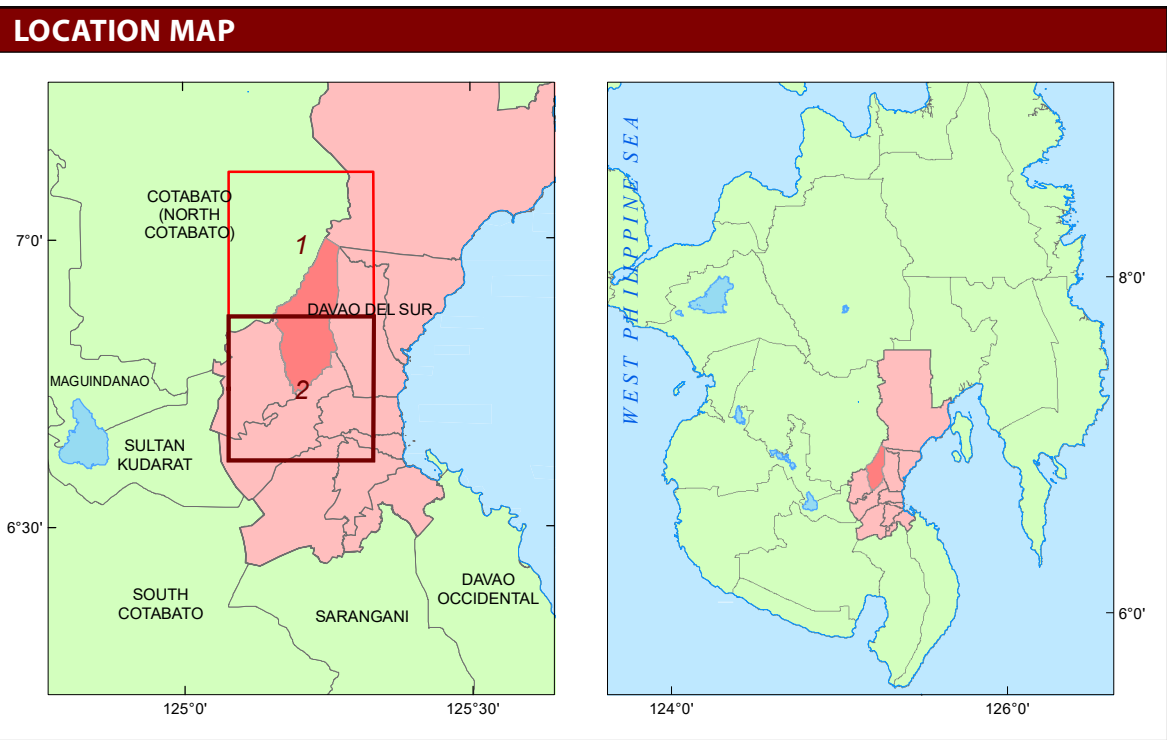 LOCATION MAP
COTABATO
(NORTH
COTABATO)
1
7°0'
DAVAO DEL SUR
MAGUINDANAO
2
SULTAN
KUDARAT
6°30'
SOUTH
COTABATO
DAVAO
OCCIDENTAL
SARANGANI
125°0'
125°30'
WEST PHILIPPINE SEA
8°0'
6°0'
124°0'
126°0'